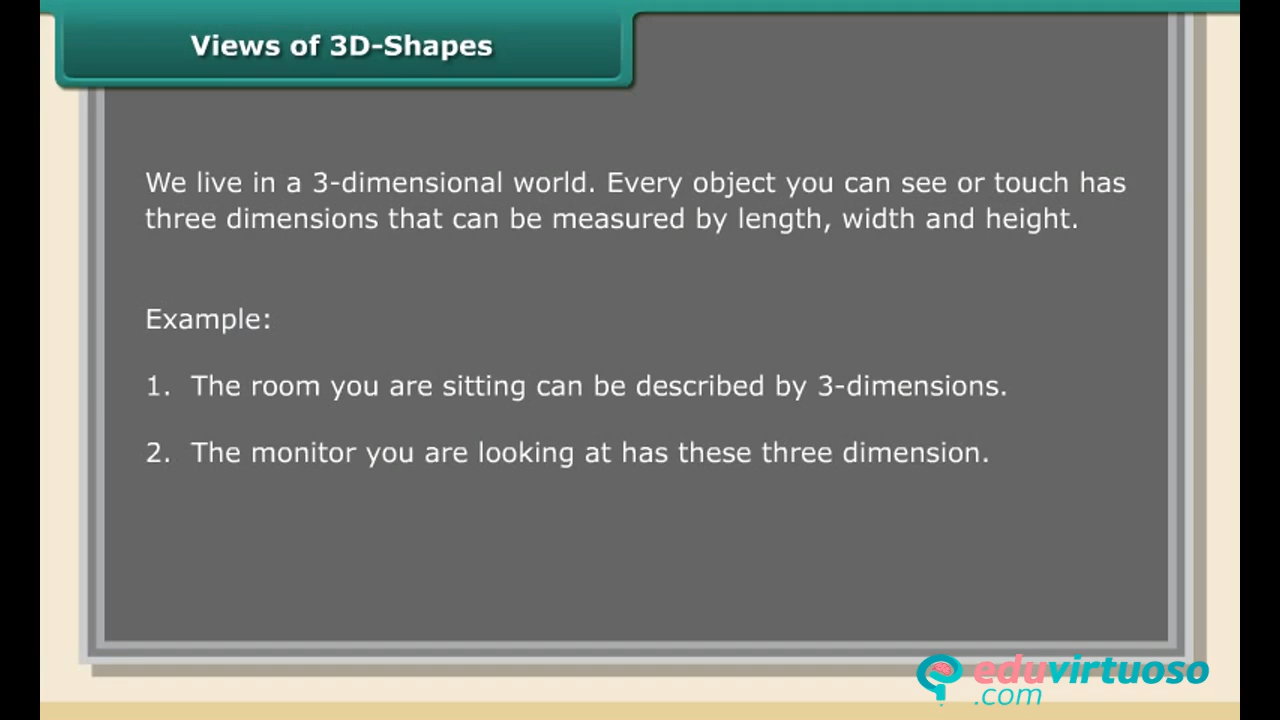 Views of 3D-Shapes
We live in a 3-dimensional world. Every object you can see or touch has
three dimensions that can be measured by length, width and height.
Example:
1. The room you are sitting can be described by 3-dimensions.
2. The monitor you are looking at has these three dimension.
eduvirtuoso
.com